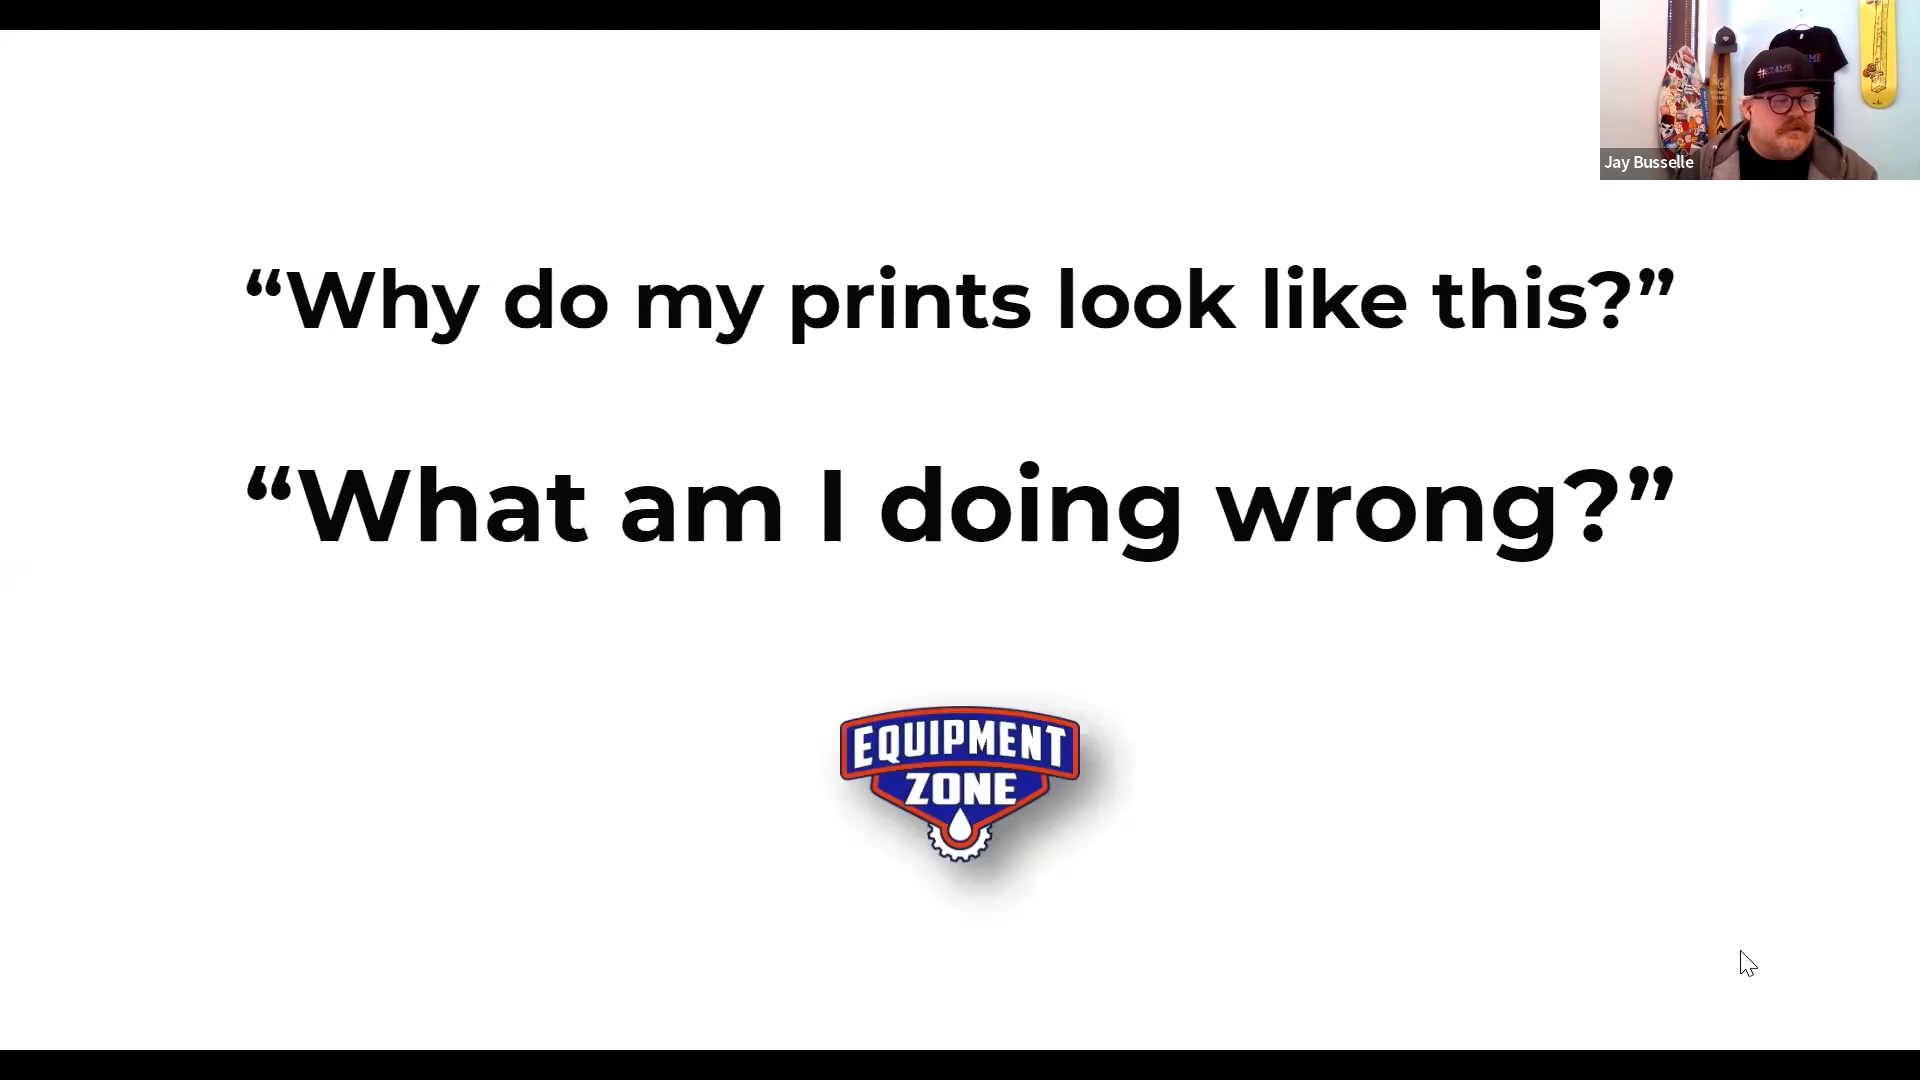 Jay Busselle
“Why do my prints look like this?”
“What am I doing wrong?”
EQUIPMENT
ZONE